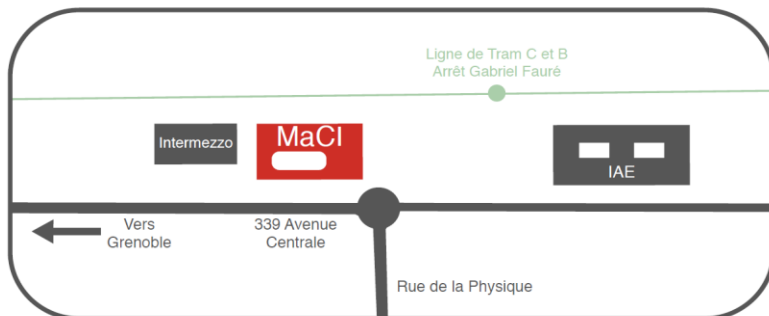 Ligne de Tram C et B
Arrêt Gabriel Fauré
Intermezzo
MaCI
IAE
Vers
Grenoble
339 Avenue
Centrale
Rue de la Physique